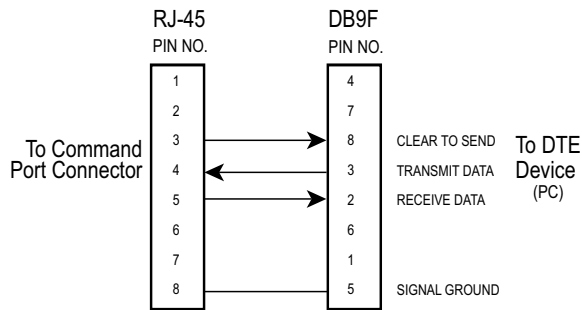 RJ-45 DB9F
PIN NO. PIN NO.
1 4
2 7
3 8 CLEAR TO SEND
4 3 TRANSMIT DATA
5 2 RECEIVE DATA
6 6
7 1
8 5 SIGNAL GROUND
To Command
Port Connector
To DTE
Device
(PC)